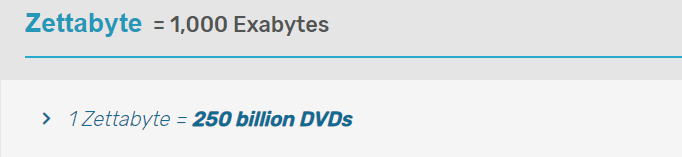 Zettabyte = 1,000 Exabytes
1 Zettabyte = 250 billion DVDs